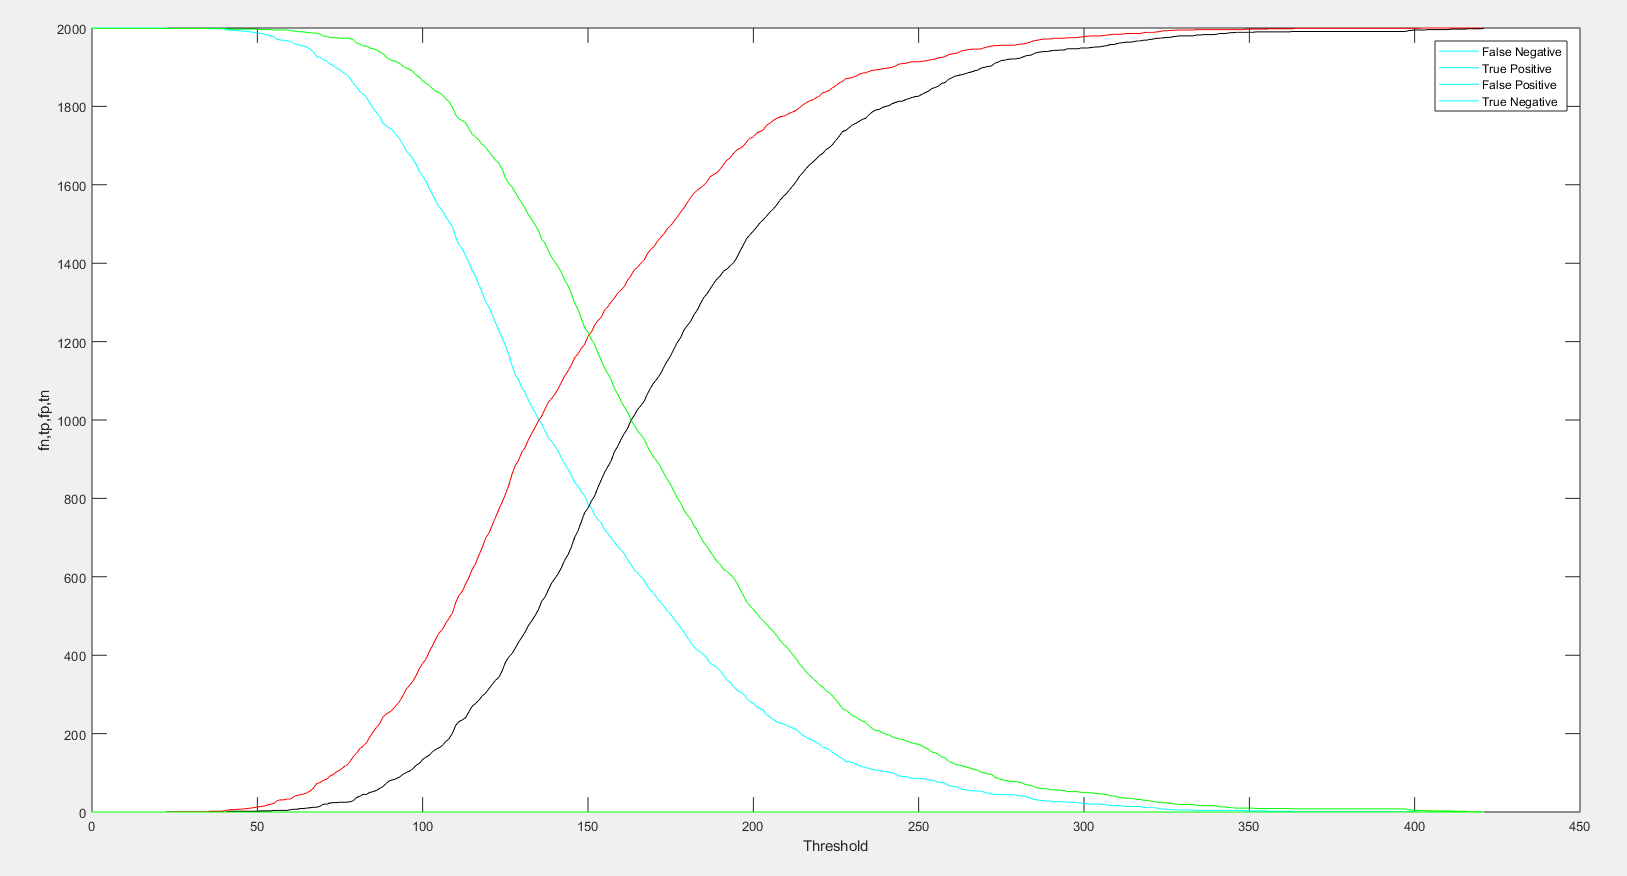 2000
1800
1600
1400
1200
1000
800
600
400
200
0
fn,tp,fp,tn
False Negative
True Positive
False Positive
True Negative
0 50 100 150 200 250 300 350 400 450
Threshold